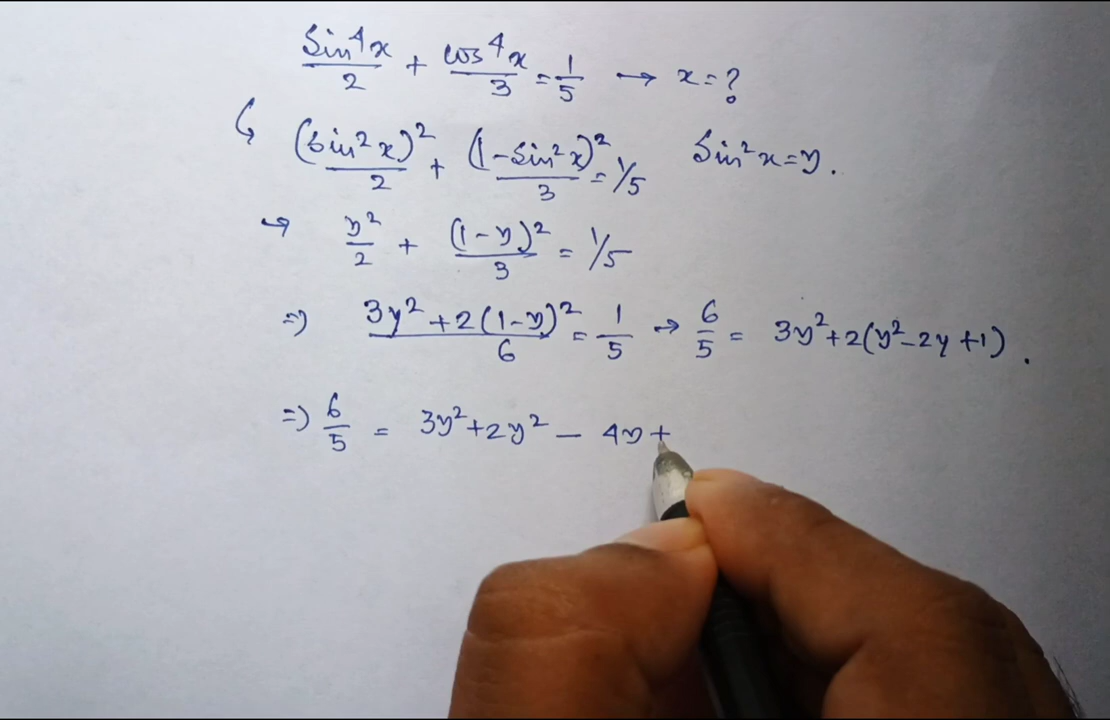 sin⁴x/2 + cos⁴x/3 = 1/5 → x = ?
↳ (sin²x)²/2 + (1-sin²x)²/3 = 1/5 sin²x = y.
→ y²/2 + (1-y)²/3 = 1/5
⇒ 3y²+2(1-y)²/6 = 1/5 → 6/5 = 3y²+2(y²-2y+1).
⇒ 6/5 = 3y²+2y² - 4y +